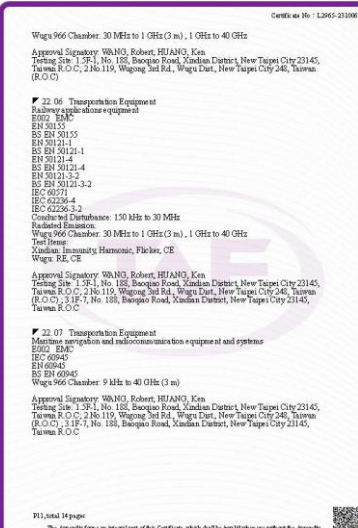 Certificate No : L2965-231006
Wugu 966 Chamber: 30 MHz to 1 GHz (3 m) , 1 GHz to 40 GHz
Approval Signatory: WANG, Robert; HUANG, Ken
Testing Site: 1.5F-1, No. 188, Baoqiao Road, Xindian District, New Taipei City 23145,
Taiwan R.O.C; 2.No.119, Wugong 3rd Rd., Wugu Dist., New Taipei City 248, Taiwan
(R.O.C)
22.06 Transportation Equipment
Railway applications equipment
E002 EMC
EN 50155
BS EN 50155
EN 50121-1
BS EN 50121-1
EN 50121-4
BS EN 50121-4
EN 50121-3-2
BS EN 50121-3-2
IEC 60571
IEC 62236-4
IEC 62236-3-2
Conducted Disturbance: 150 kHz to 30 MHz
Radiated Emission:
Wugu 966 Chamber: 30 MHz to 1 GHz (3 m) , 1 GHz to 40 GHz
Test Items:
Xindian: Immunity, Harmonic, Flicker, CE
Wugu: RE, CE
Approval Signatory: WANG, Robert; HUANG, Ken
Testing Site: 1.5F-1, No. 188, Baoqiao Road, Xindian District, New Taipei City 23145,
Taiwan R.O.C; 2.No.119, Wugong 3rd Rd., Wugu Dist., New Taipei City 248, Taiwan
(R.O.C) ; 3.1F-7, No. 188, Baoqiao Road, Xindian District, New Taipei City 23145,
Taiwan R.O.C
22.07 Transportation Equipment
Maritime navigation and radiocommunication equipment and systems
E002 EMC
IEC 60945
EN 60945
BS EN 60945
Wugu 966 Chamber: 9 kHz to 40 GHz (3 m)
Approval Signatory: WANG, Robert; HUANG, Ken
Testing Site: 1.5F-1, No. 188, Baoqiao Road, Xindian District, New Taipei City 23145,
Taiwan R.O.C; 2.No.119, Wugong 3rd Rd., Wugu Dist., New Taipei City 248, Taiwan
(R.O.C) ; 3.1F-7, No. 188, Baoqiao Road, Xindian District, New Taipei City 23145,
Taiwan R.O.C
P11, total 14 pages